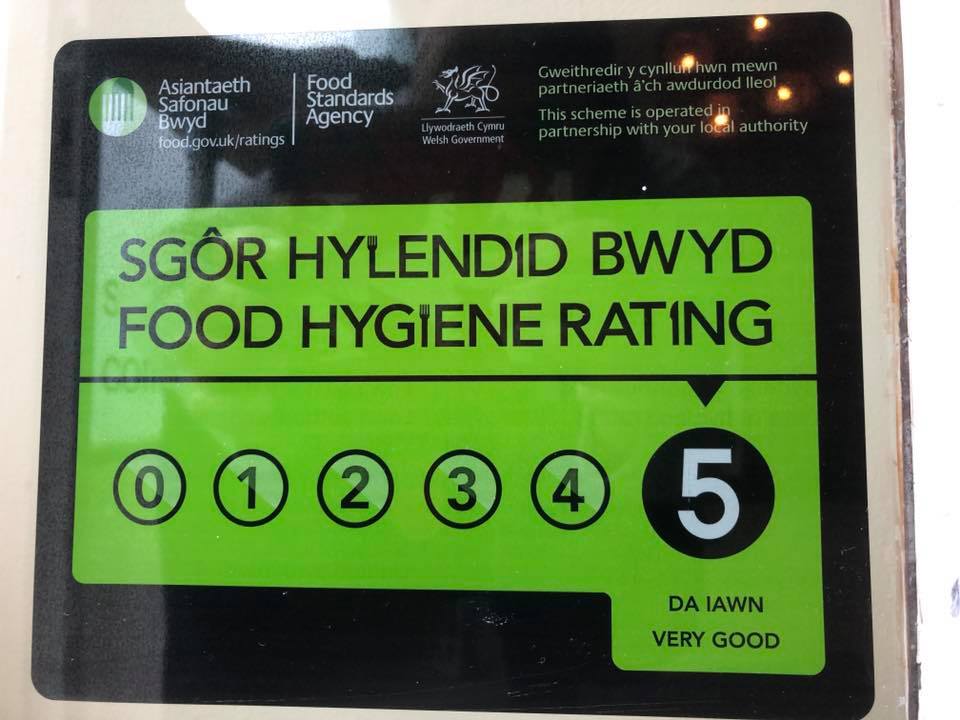 Asiantaeth
Safonau
Bwyd
food.gov.uk/ratings
Food
Standards
Agency
Llywodraeth Cymru
Welsh Government
Gweithredir y cynllun hwn mewn
partneriaeth â'ch awdurdod lleol
This scheme is operated in
partnership with your local authority
SGÔR HYLENDID BWYD
FOOD HYGIENE RATING
0 1 2 3 4 5
DA IAWN
VERY GOOD